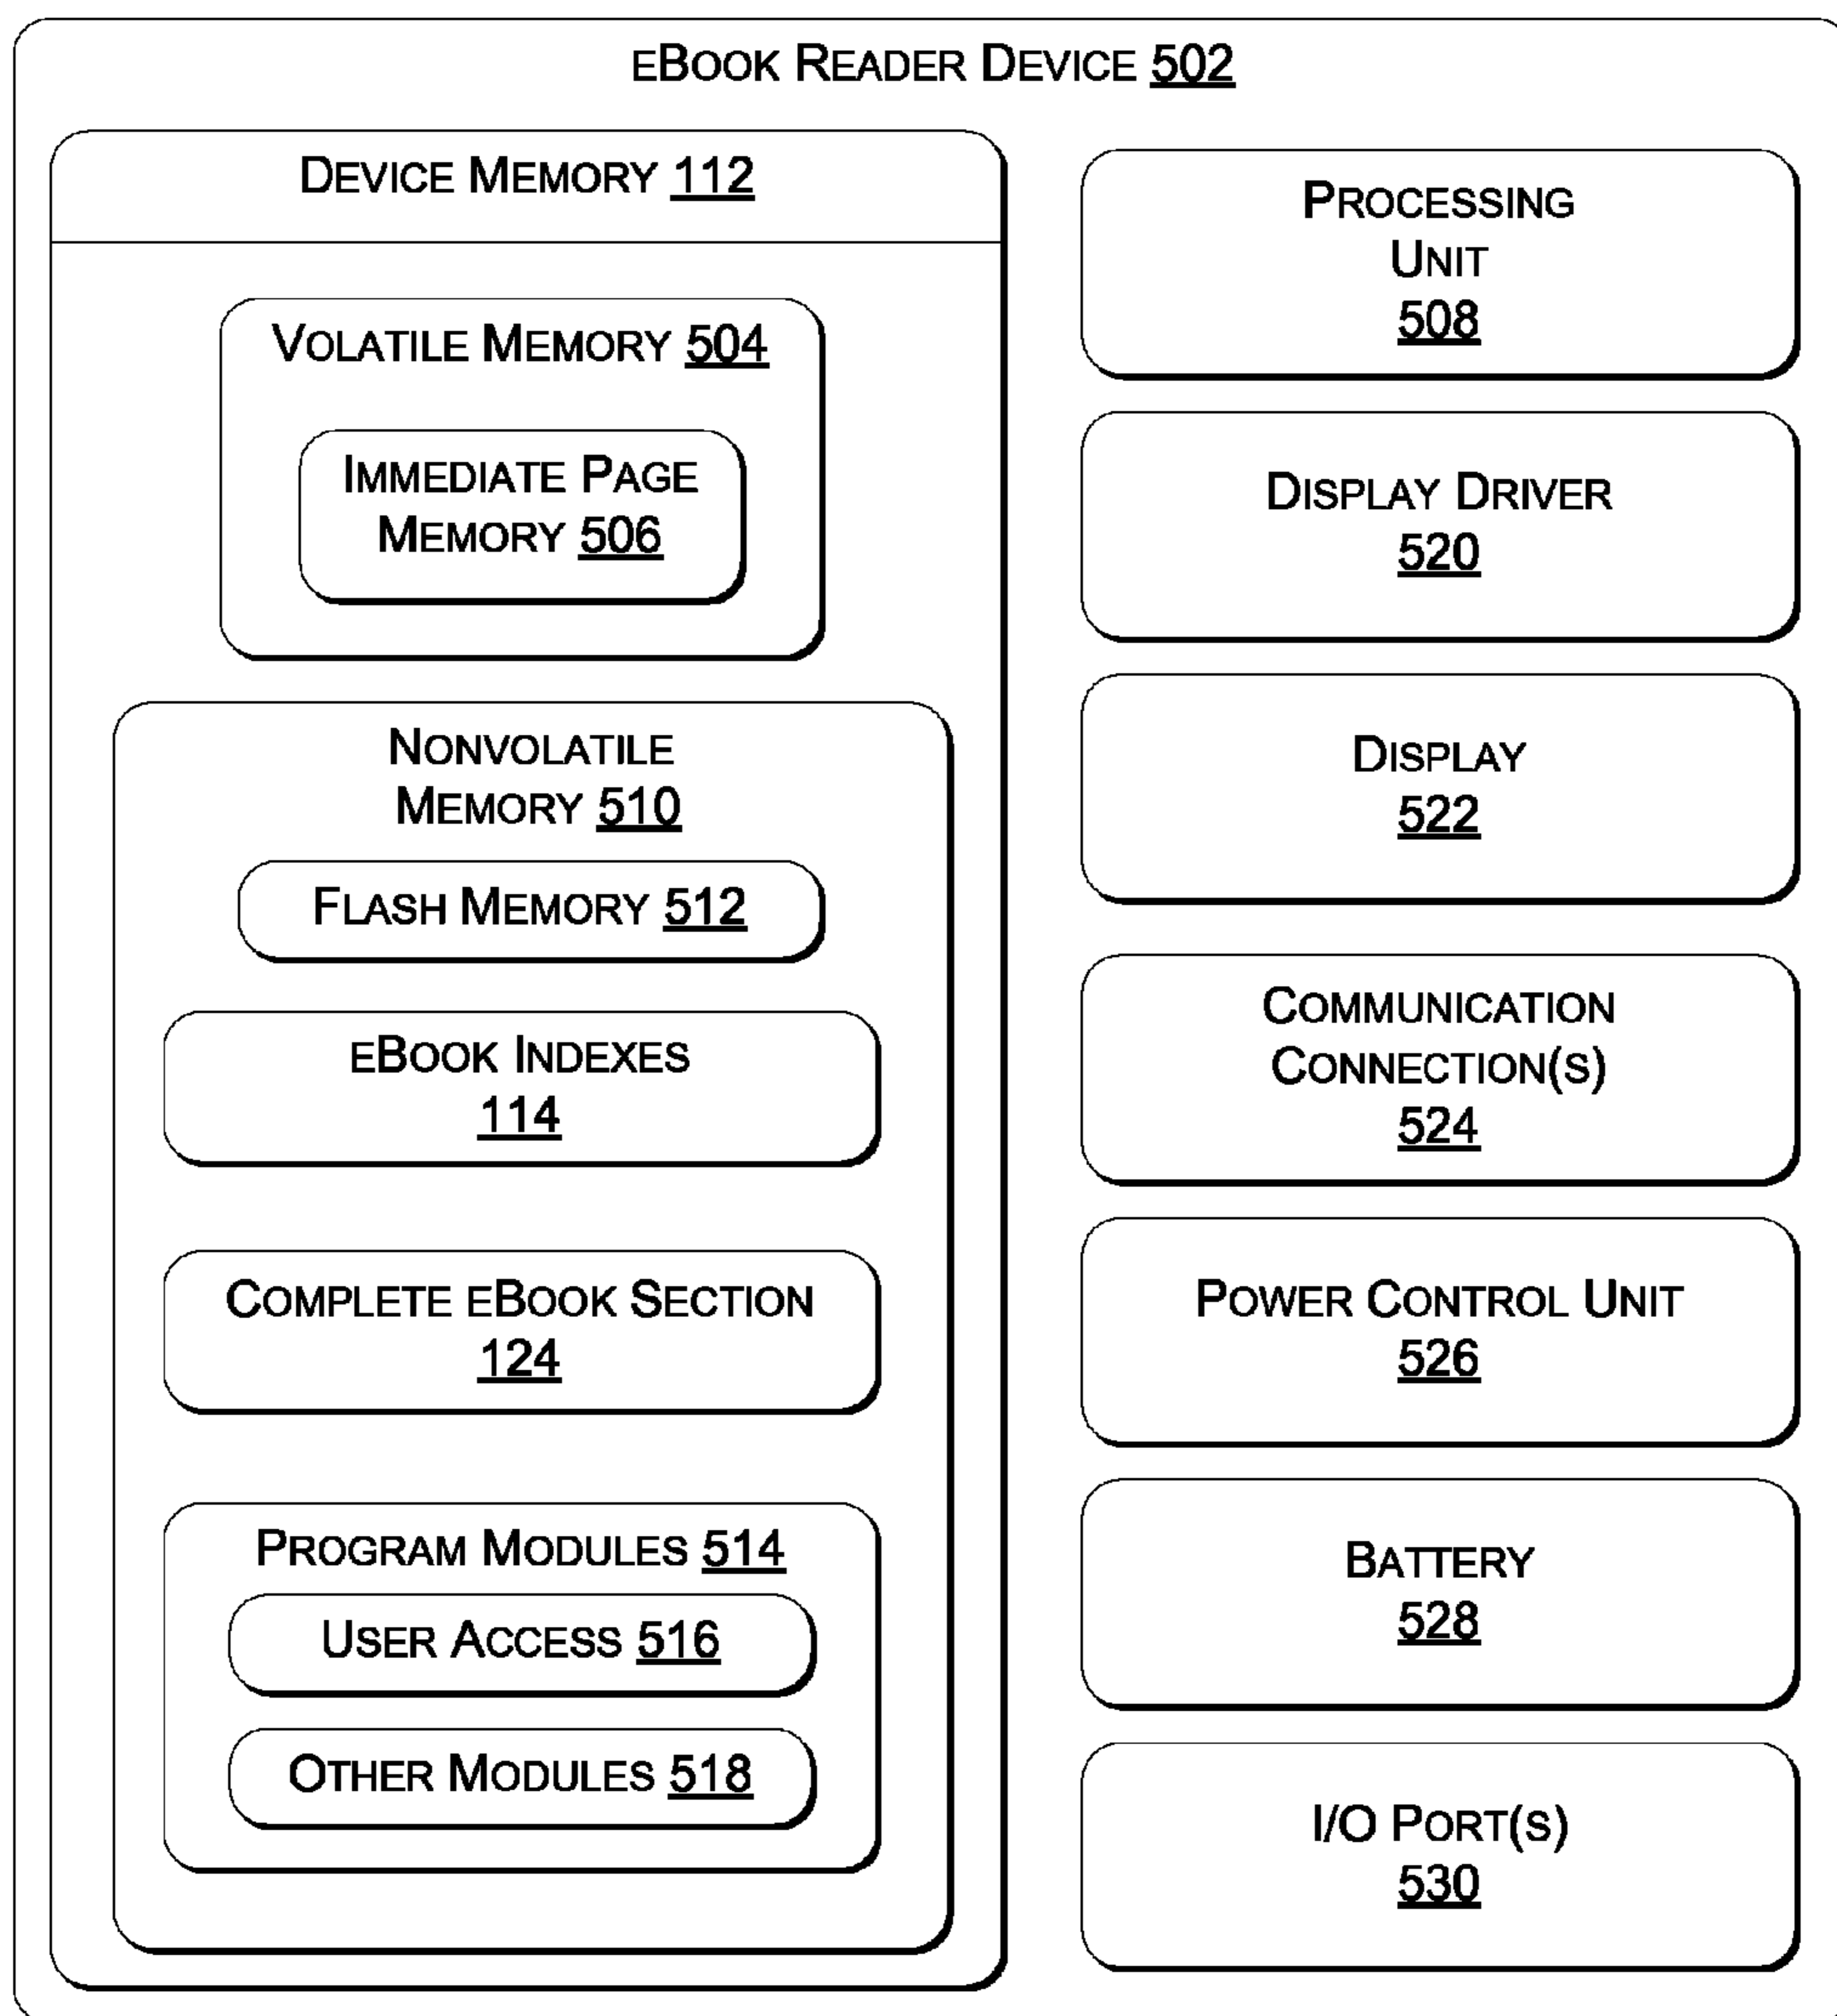 eBook Reader Device 502
Device Memory 112
Volatile Memory 504
Immediate Page
Memory 506
Nonvolatile
Memory 510
Flash Memory 512
eBook Indexes
114
Complete eBook Section
124
Program Modules 514
User Access 516
Other Modules 518
Processing
Unit
508
Display Driver
520
Display
522
Communication
Connection(s)
524
Power Control Unit
526
Battery
528
I/O Port(s)
530